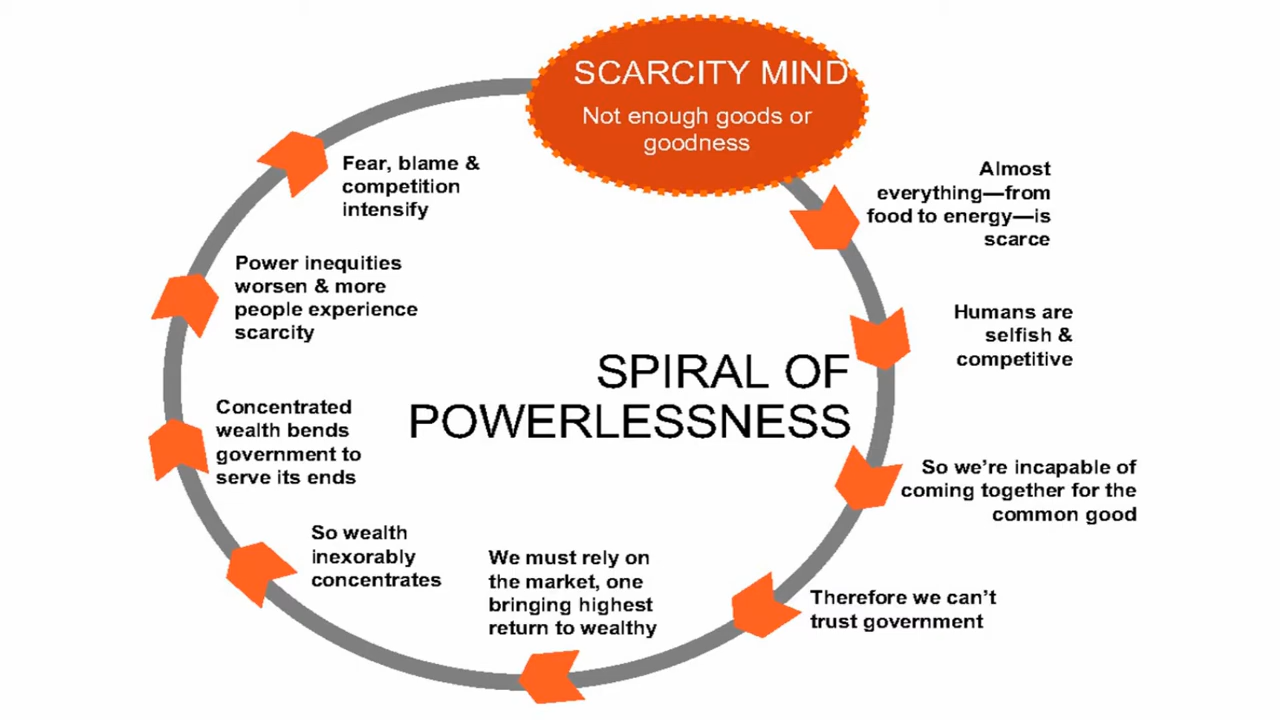 SCARCITY MIND
Not enough goods or
goodness
Almost
everything—from
food to energy—is
scarce
Humans are
selfish &
competitive
So we’re incapable of
coming together for the
common good
Therefore we can’t
trust government
We must rely on
the market, one
bringing highest
return to wealthy
So wealth
inexorably
concentrates
Concentrated
wealth bends
government to
serve its ends
Power inequities
worsen & more
people experience
scarcity
Fear, blame &
competition
intensify
SPIRAL OF
POWERLESSNESS